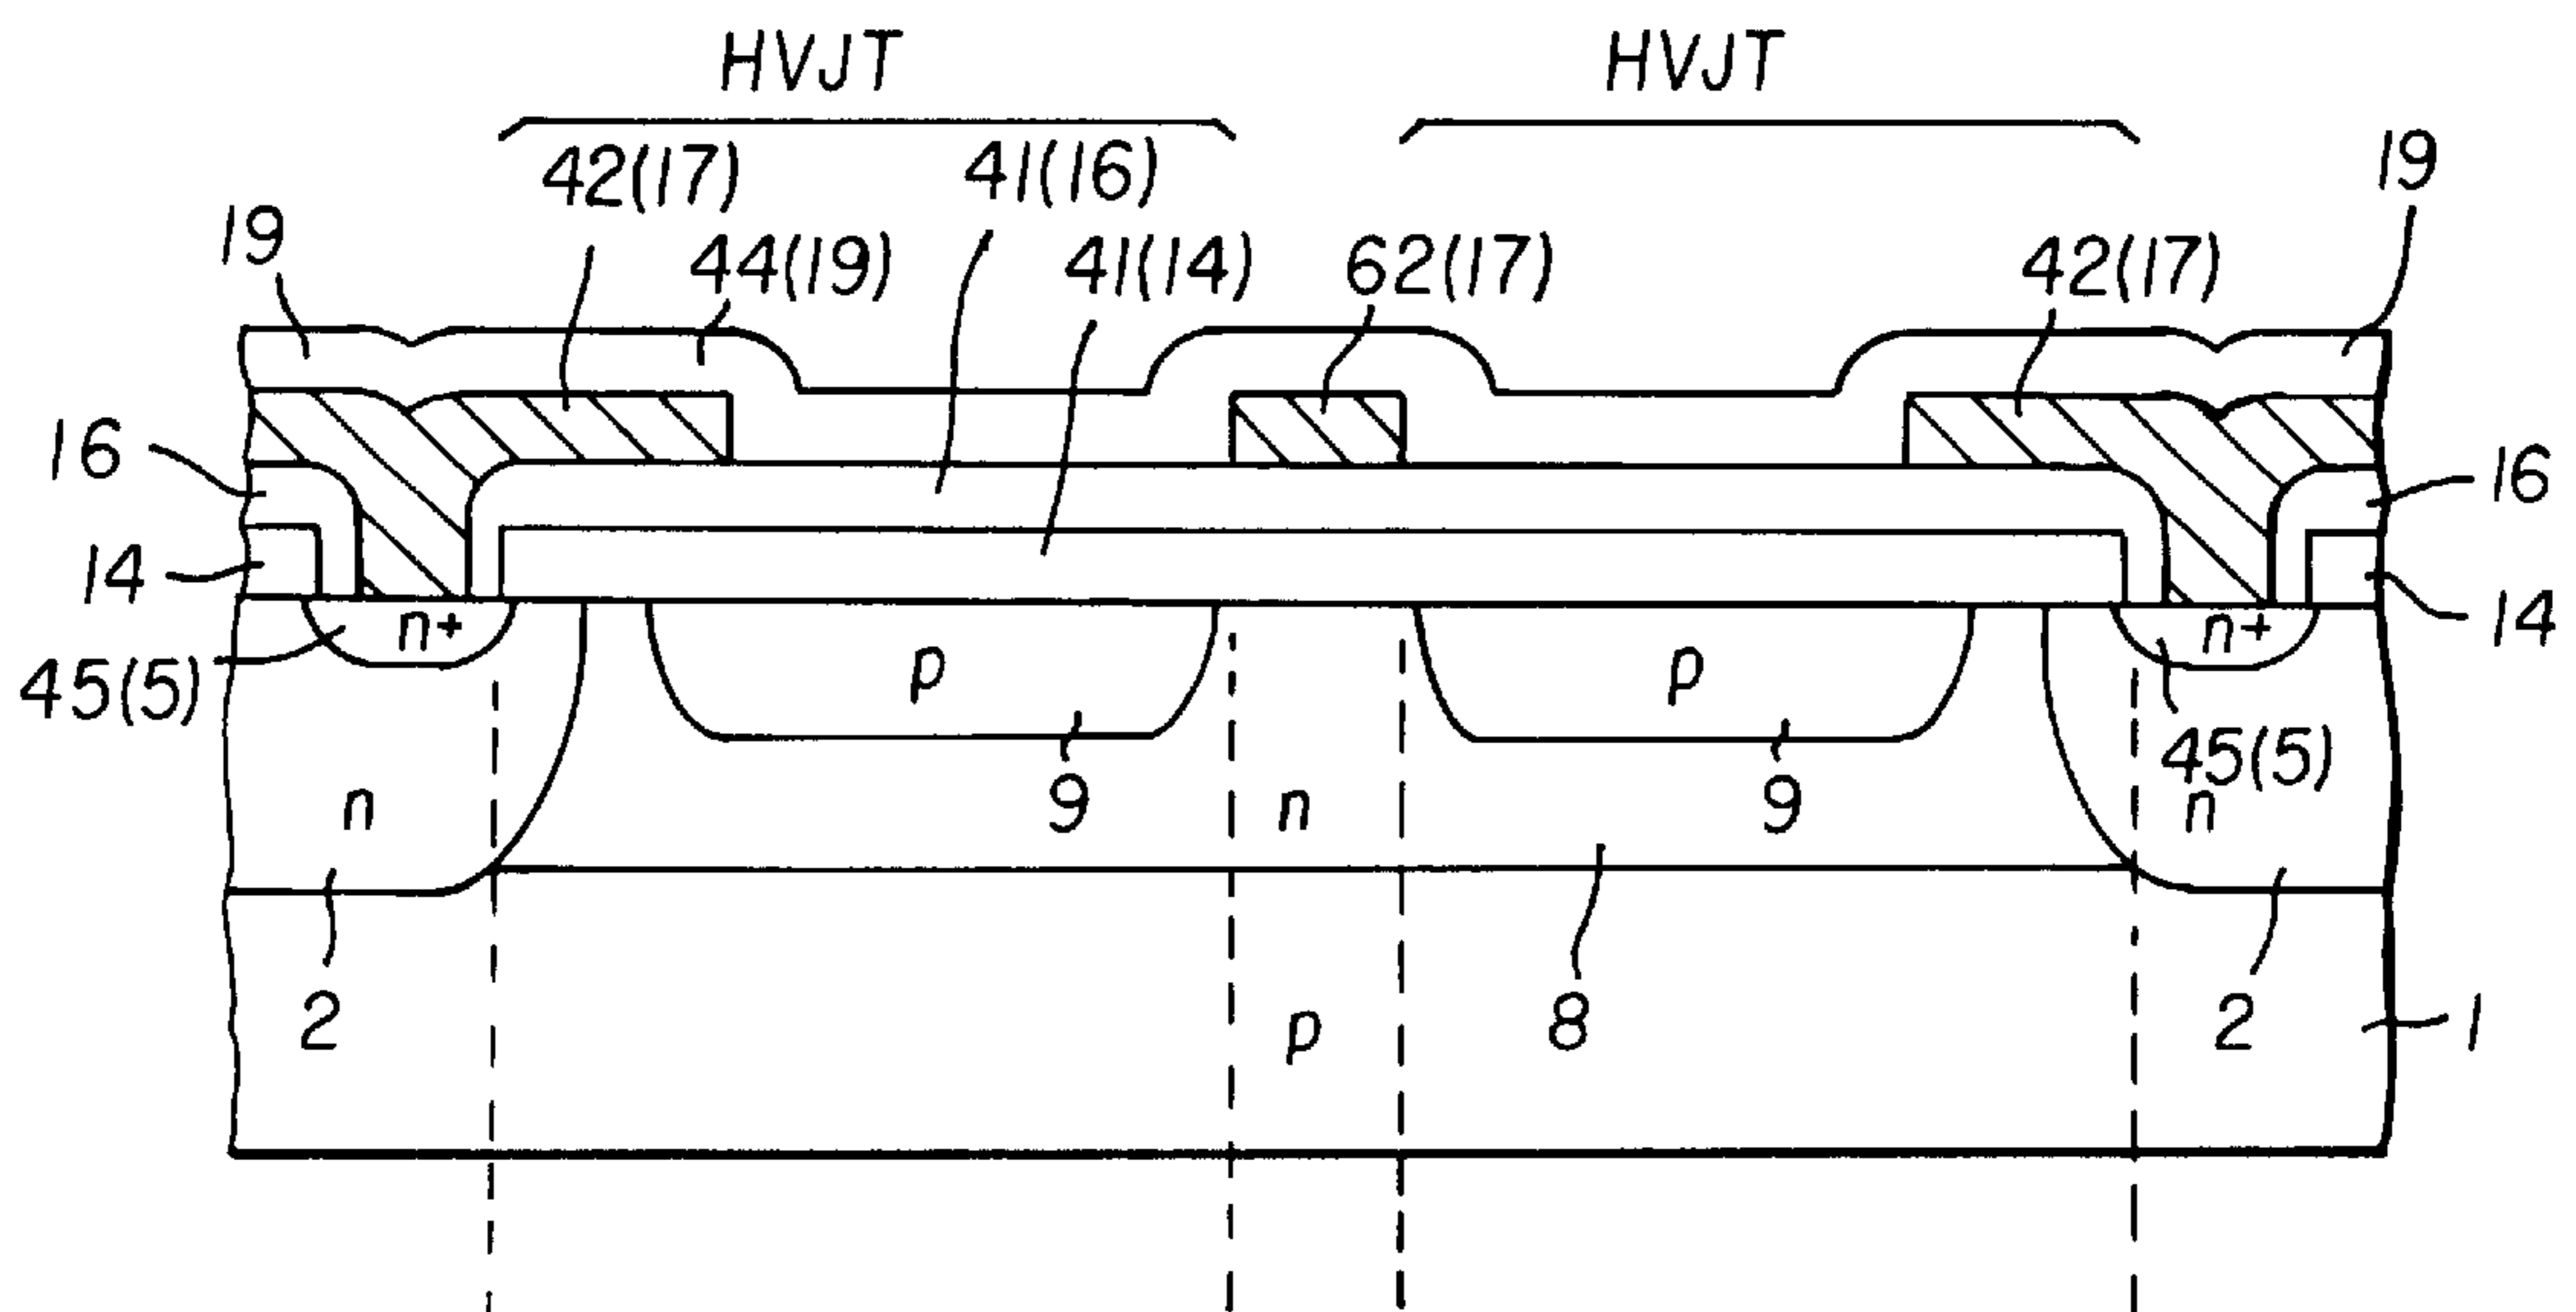 HVJT HVJT
42(17) 41(16) 19
19 44(19) 41(14) 62(17) 42(17)
16 16
14 14
n+ n+
45(5) p p 45(5)
n 9 n 9 n
2 p 8 2 1